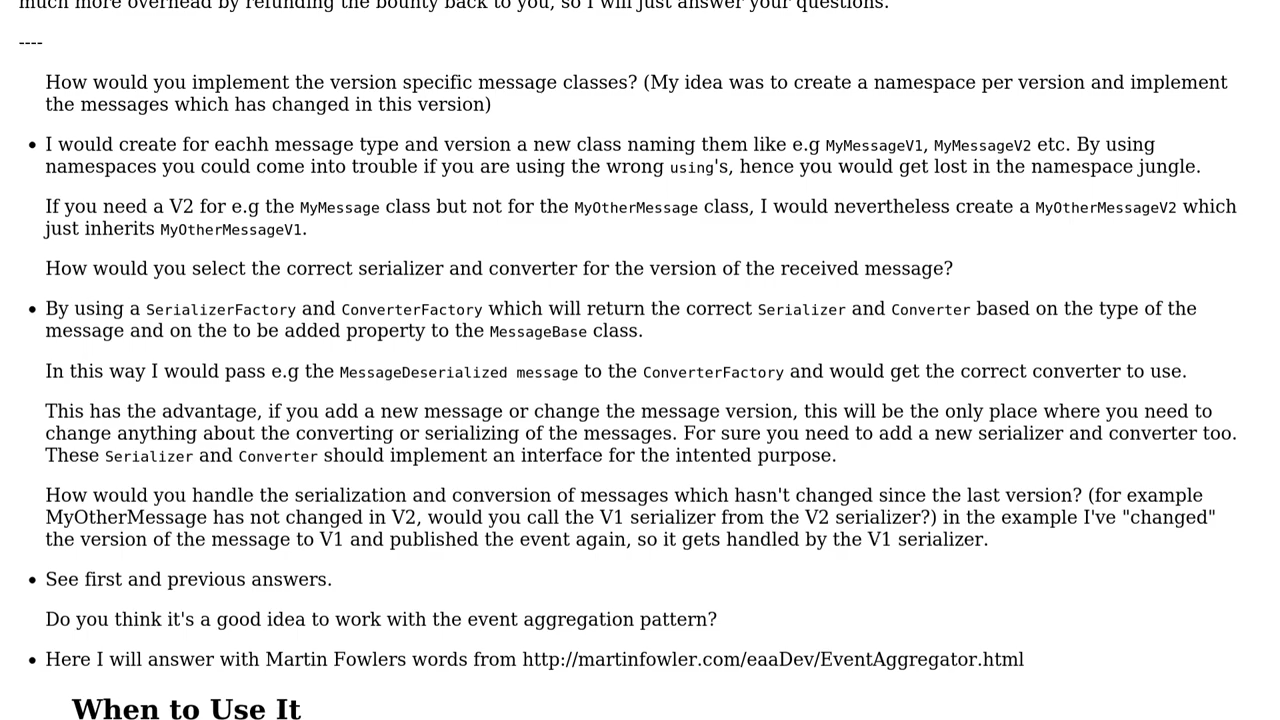 much more overhead by refunding the bounty back to you, so I will just answer your questions.
----
How would you implement the version specific message classes? (My idea was to create a namespace per version and implement
the messages which has changed in this version)
• I would create for eachh message type and version a new class naming them like e.g MyMessageV1, MyMessageV2 etc. By using
namespaces you could come into trouble if you are using the wrong using's, hence you would get lost in the namespace jungle.
If you need a V2 for e.g the MyMessage class but not for the MyOtherMessage class, I would nevertheless create a MyOtherMessageV2 which
just inherits MyOtherMessageV1.
How would you select the correct serializer and converter for the version of the received message?
• By using a SerializerFactory and ConverterFactory which will return the correct Serializer and Converter based on the type of the
message and on the to be added property to the MessageBase class.
In this way I would pass e.g the MessageDeserialized message to the ConverterFactory and would get the correct converter to use.
This has the advantage, if you add a new message or change the message version, this will be the only place where you need to
change anything about the converting or serializing of the messages. For sure you need to add a new serializer and converter too.
These Serializer and Converter should implement an interface for the intented purpose.
How would you handle the serialization and conversion of messages which hasn't changed since the last version? (for example
MyOtherMessage has not changed in V2, would you call the V1 serializer from the V2 serializer?) in the example I've "changed"
the version of the message to V1 and published the event again, so it gets handled by the V1 serializer.
• See first and previous answers.
Do you think it's a good idea to work with the event aggregation pattern?
• Here I will answer with Martin Fowlers words from http://martinfowler.com/eaaDev/EventAggregator.html
When to Use It